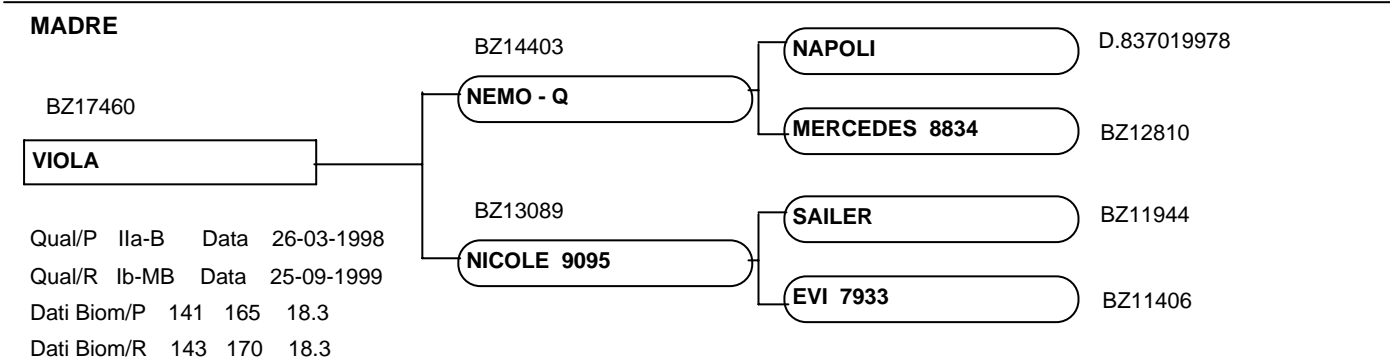 MADRE
BZ17460
VIOLA
Qual/P IIa-B Data 26-03-1998
Qual/R Ib-MB Data 25-09-1999
Dati Biom/P 141 165 18.3
Dati Biom/R 143 170 18.3
BZ14403
NEMO - Q
BZ13089
NICOLE 9095
NAPOLI D.837019978
MERCEDES 8834 BZ12810
SAILER BZ11944
EVI 7933 BZ11406